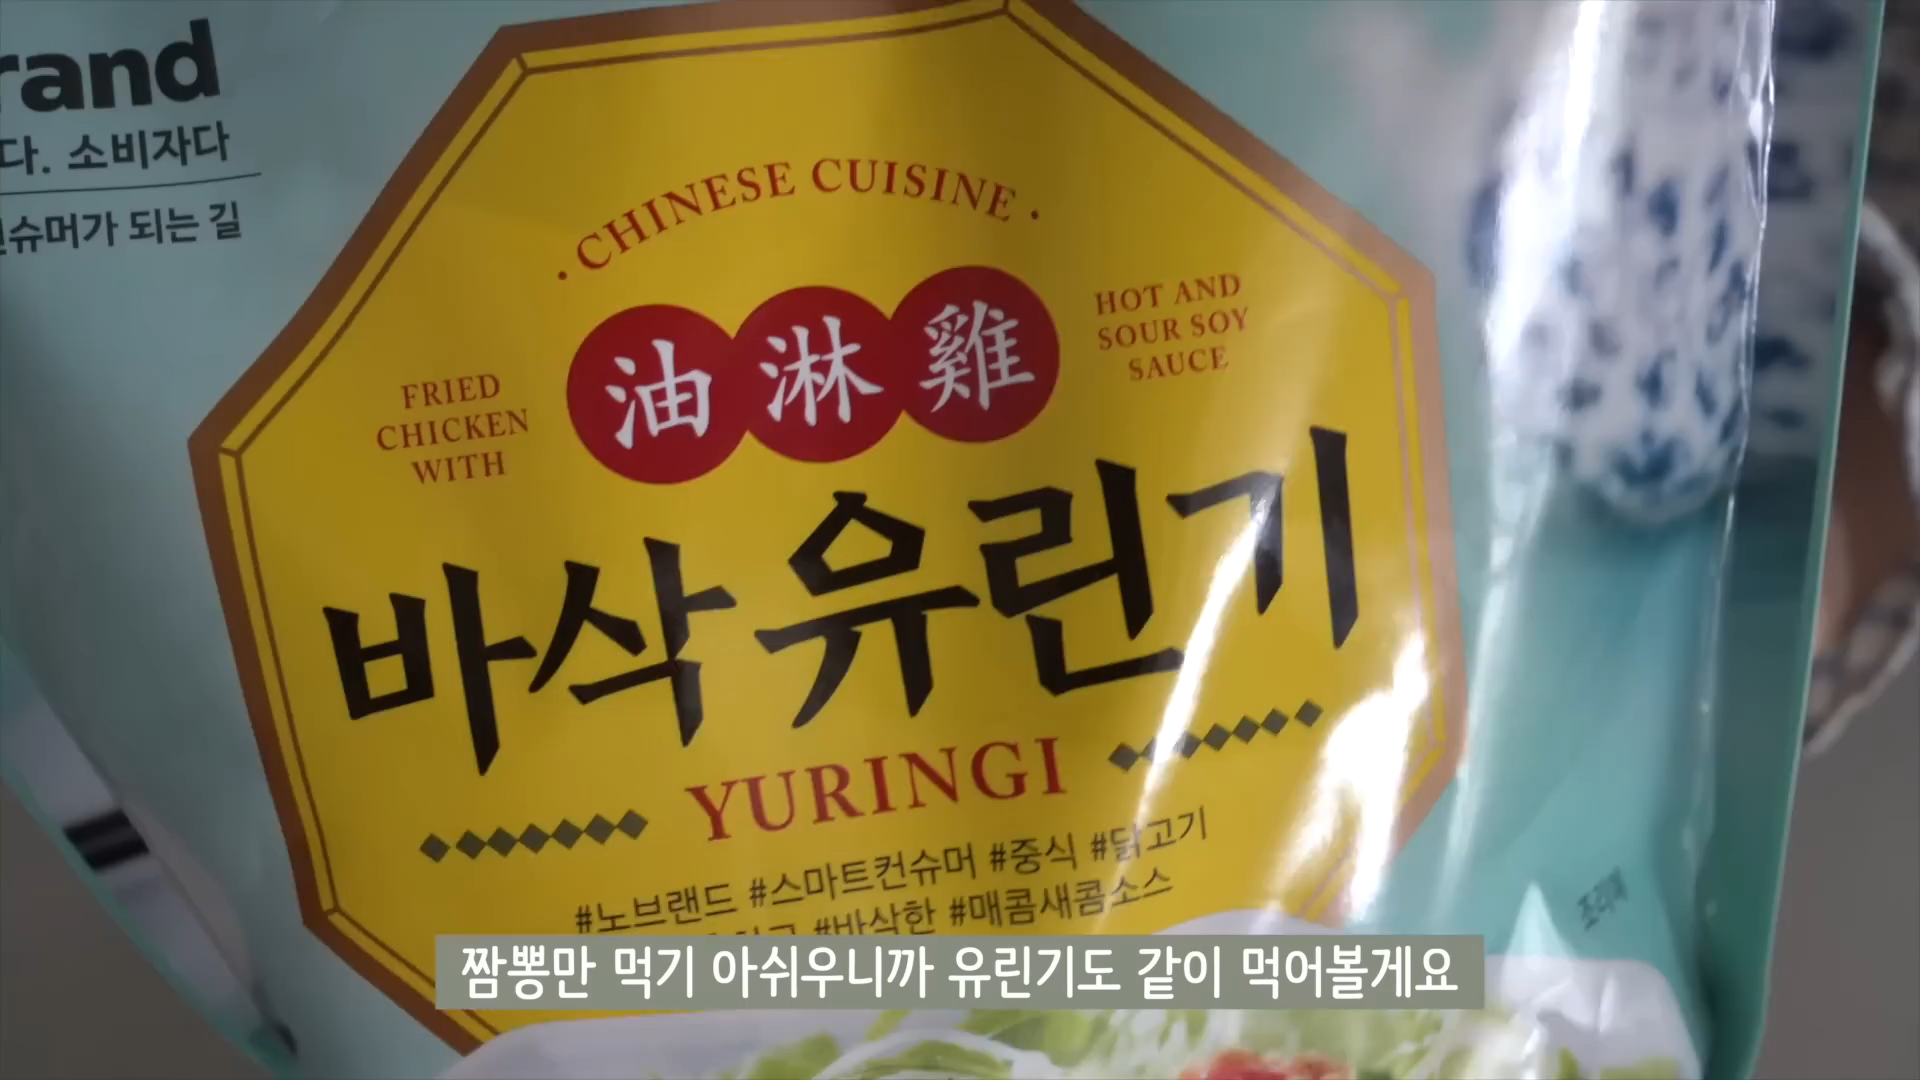 rand
다. 소비자다
슈머가 되는 길
· CHINESE CUISINE ·
FRIED
CHICKEN
WITH
油淋雞
HOT AND
SOUR SOY
SAUCE
바삭 유린기
YURINGI
#노브랜드 #스마트컨슈머 #중식 #닭고기
#바삭한 #매콤새콤소스
짬뽕만 먹기 아쉬우니까 유린기도 같이 먹어볼게요